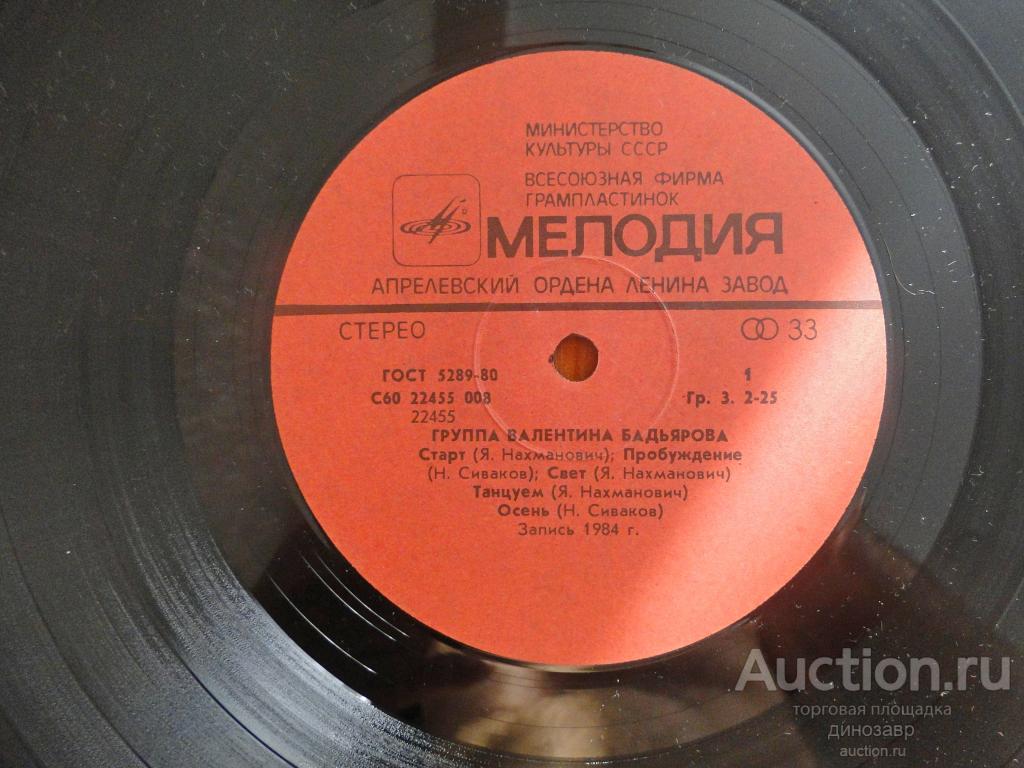 МИНИСТЕРСТВО
КУЛЬТУРЫ СССР
ВСЕСОЮЗНАЯ ФИРМА
ГРАМПЛАСТИНОК
МЕЛОДИЯ
АПРЕЛЕВСКИЙ ОРДЕНА ЛЕНИНА ЗАВОД
СТЕРЕО 33
ГОСТ 5289-80 1
С60 22455 008 Гр. 3. 2-25
22455
ГРУППА ВАЛЕНТИНА БАДЬЯРОВА
Старт (Я. Нахманович); Пробуждение
(Н. Сиваков); Свет (Я. Нахманович)
Танцуем (Я. Нахманович)
Осень (Н. Сиваков)
Запись 1984 г.
Auction.ru
торговая площадка
динозавр
auction.ru